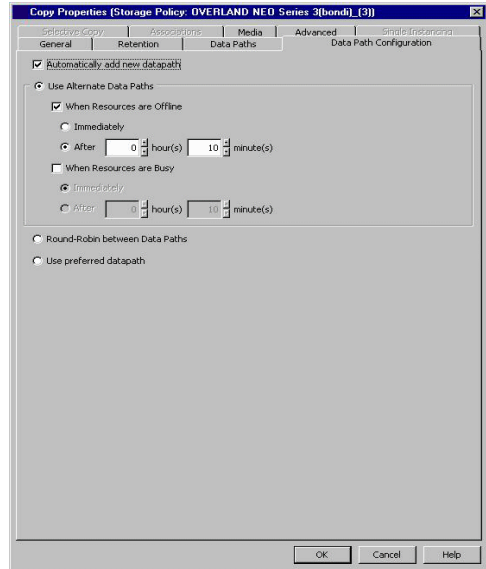 Copy Properties (Storage Policy: OVERLAND NEO Series 3(bondi)_(3))
Selective Copy Associations Media Advanced Single Instancing
General Retention Data Paths Data Path Configuration
Automatically add new datapath
Use Alternate Data Paths
When Resources are Offline
Immediately
After 0 hour(s) 10 minute(s)
When Resources are Busy
Immediately
After 0 hour(s) 10 minute(s)
Round-Robin between Data Paths
Use preferred datapath
OK Cancel Help